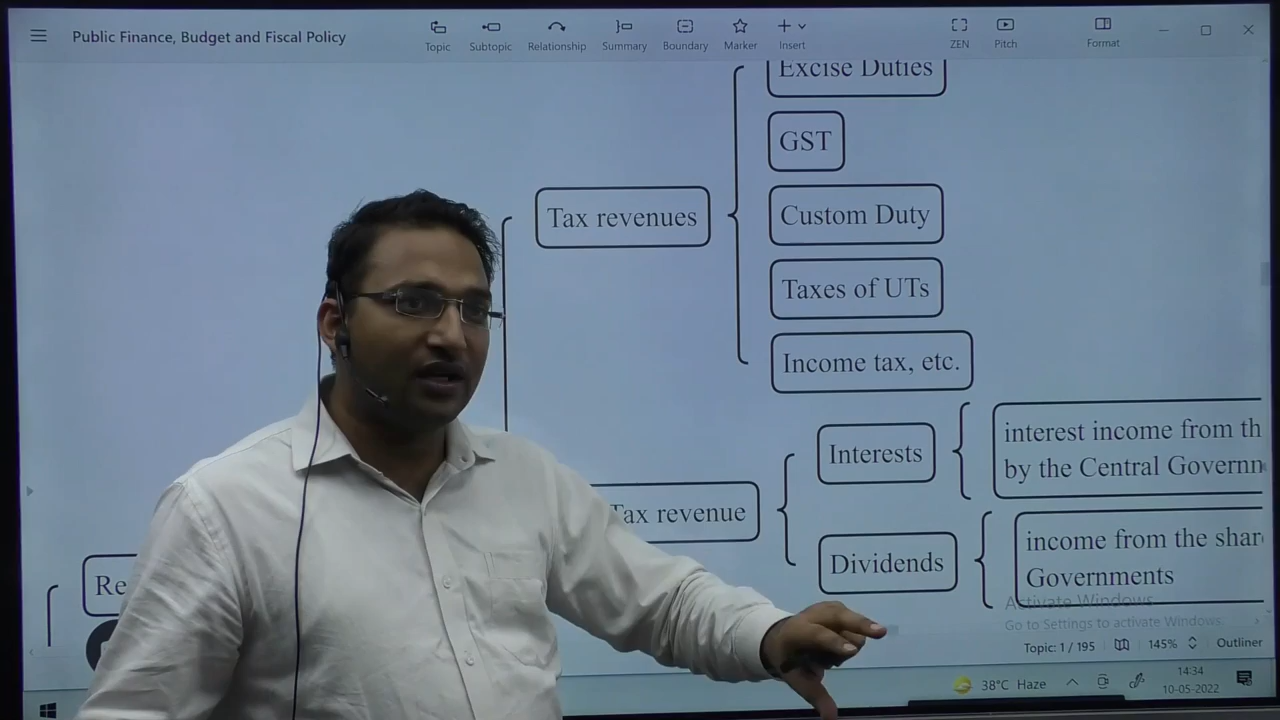 Public Finance, Budget and Fiscal Policy
Topic
Subtopic
Relationship
Summary
Boundary
Marker
Insert
ZEN
Pitch
Format
Excise Duties
GST
Tax revenues
Custom Duty
Taxes of UTs
Income tax, etc.
Interests
interest income from th
by the Central Governm
Tax revenue
Dividends
income from the shar
Governments
Re
Activate Windows
Go to Settings to activate Windows.
Topic: 1 / 195
145%
Outliner
38°C Haze
14:34
10-05-2022